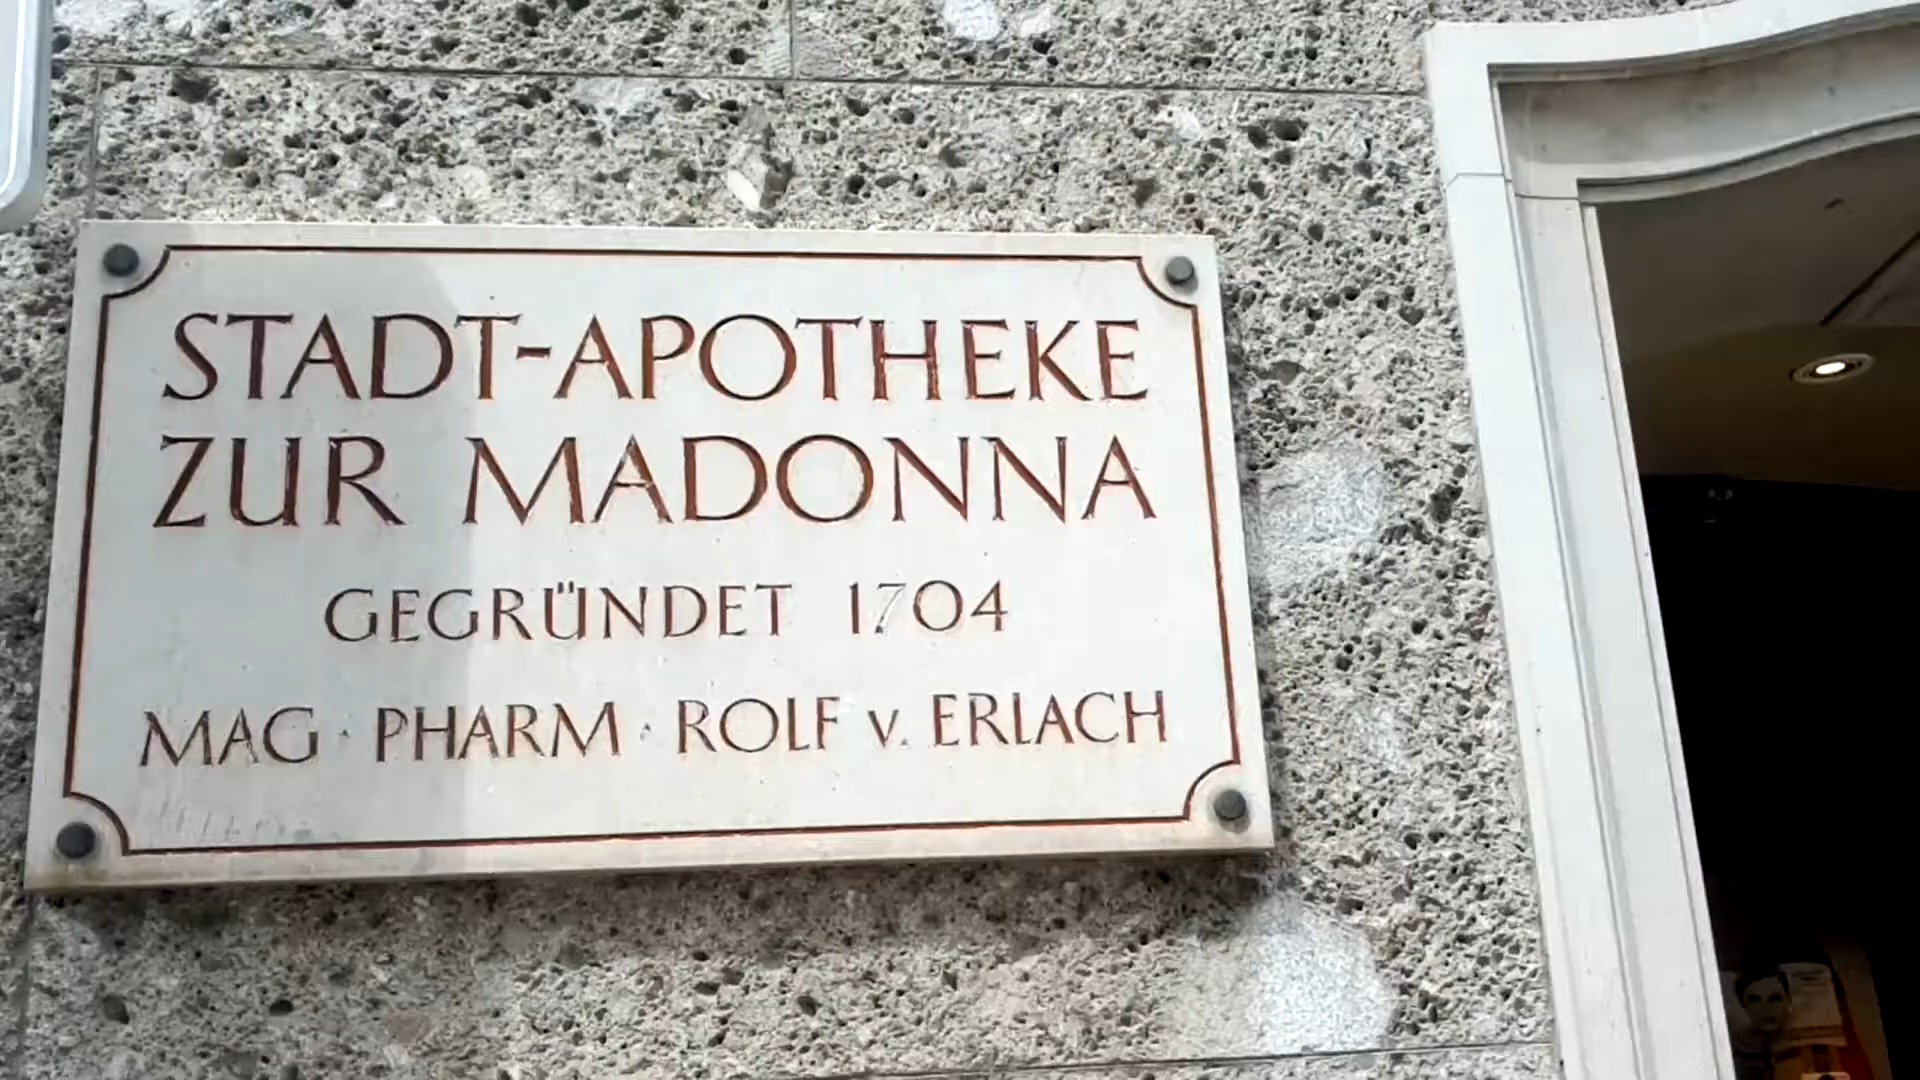 STADT-APOTHEKE
ZUR MADONNA
GEGRÜNDET 1704
MAG · PHARM · ROLF v. ERLACH